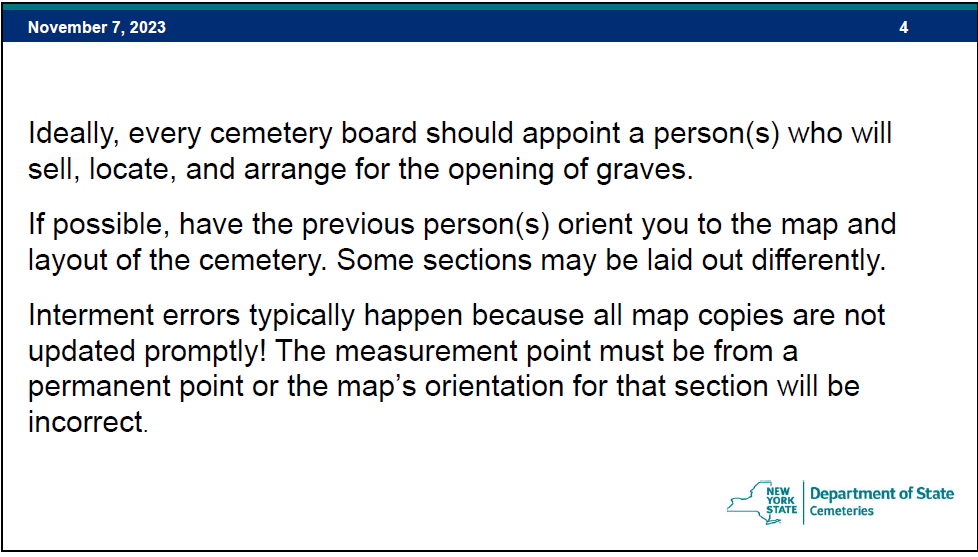 November 7, 2023 4
Ideally, every cemetery board should appoint a person(s) who will
sell, locate, and arrange for the opening of graves.
If possible, have the previous person(s) orient you to the map and
layout of the cemetery. Some sections may be laid out differently.
Interment errors typically happen because all map copies are not
updated promptly! The measurement point must be from a
permanent point or the map’s orientation for that section will be
incorrect.
NEW
YORK
STATE
Department of State
Cemeteries